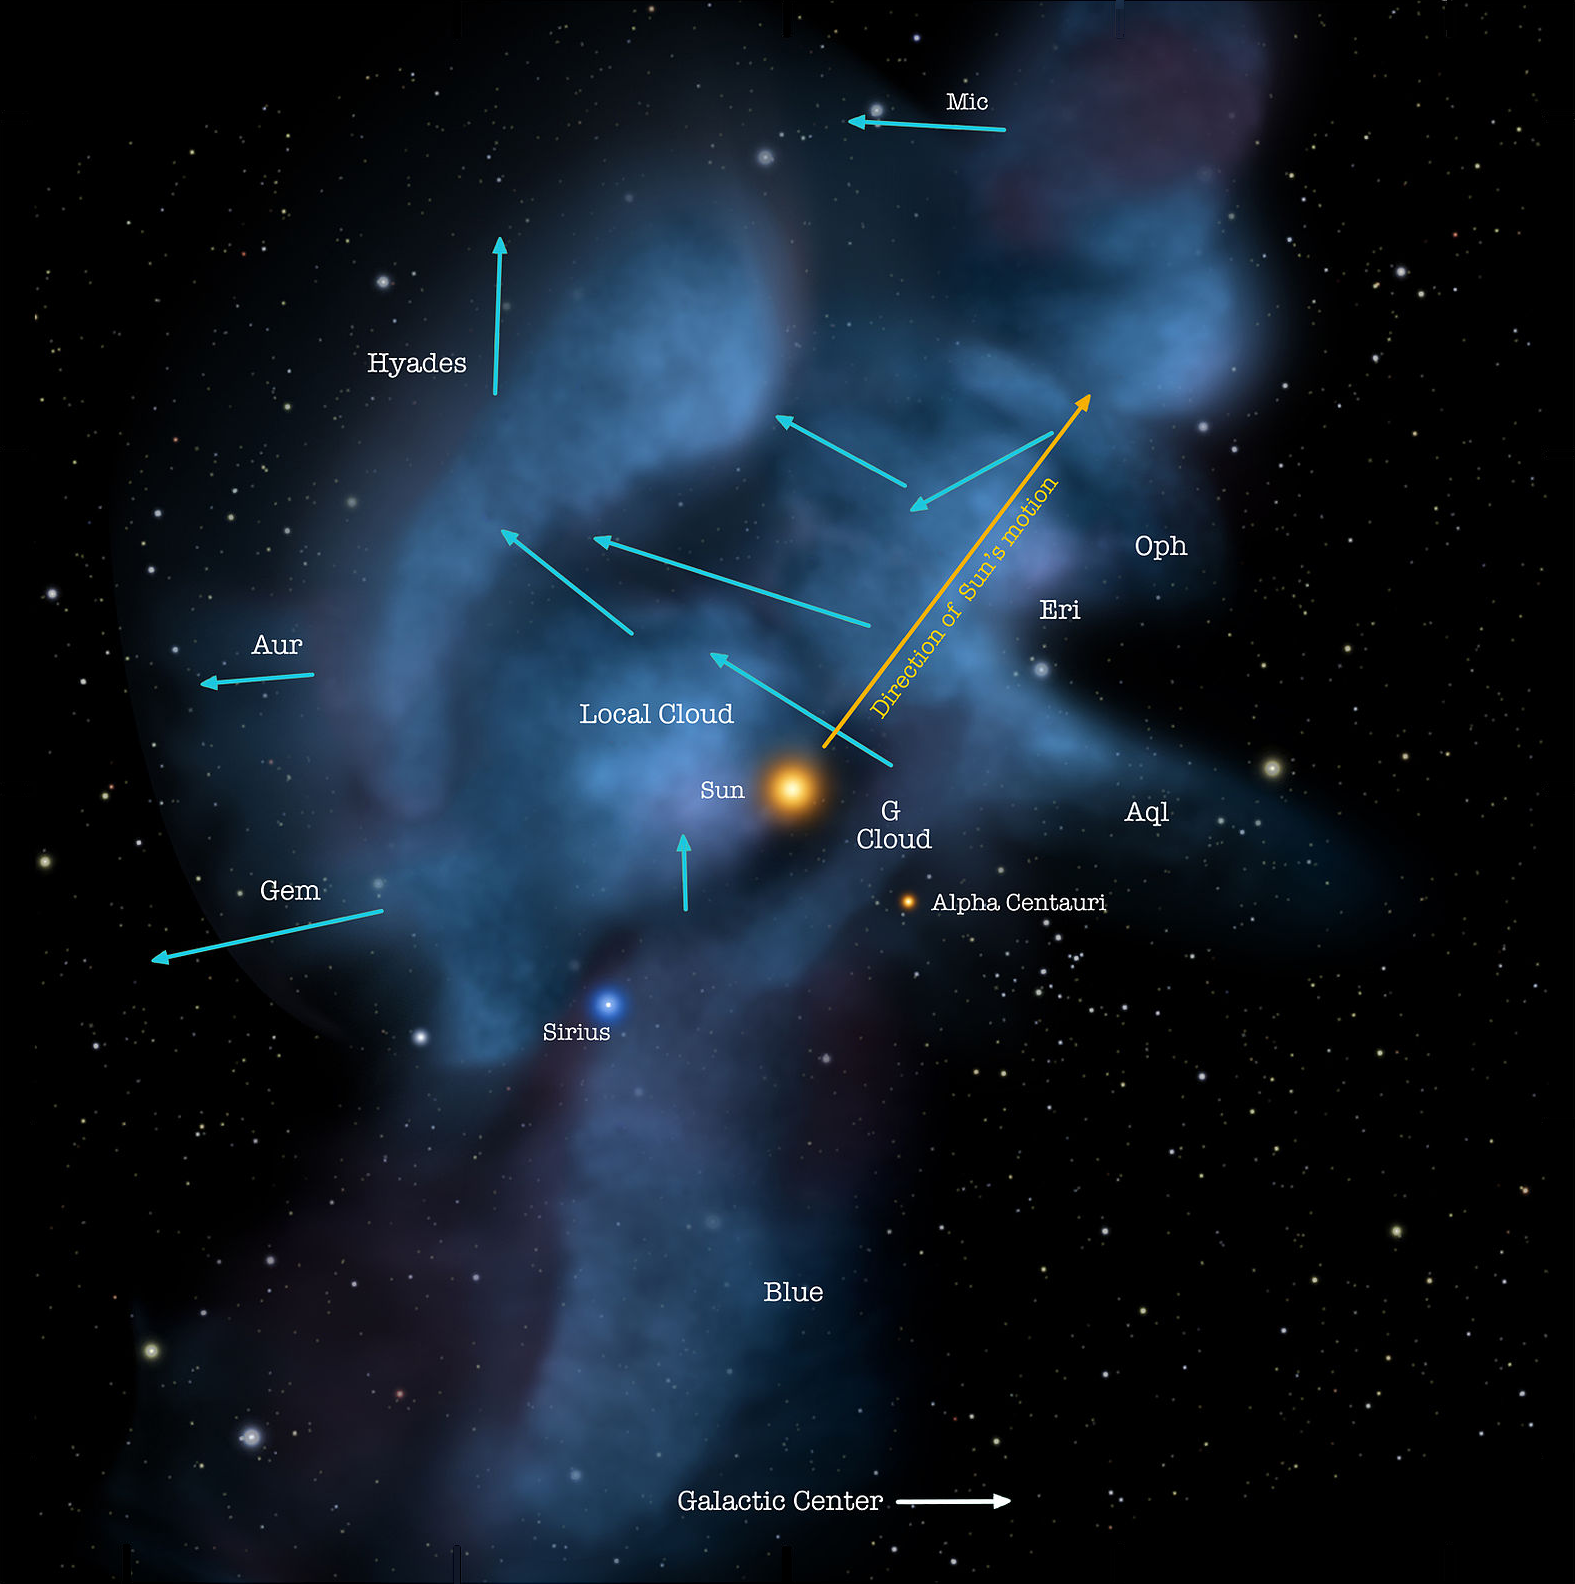 Mic
Hyades
Direction of Sun's motion
Oph
Eri
Aur
Local Cloud
Sun
G
Cloud
Aql
Gem
Alpha Centauri
Sirius
Blue
Galactic Center